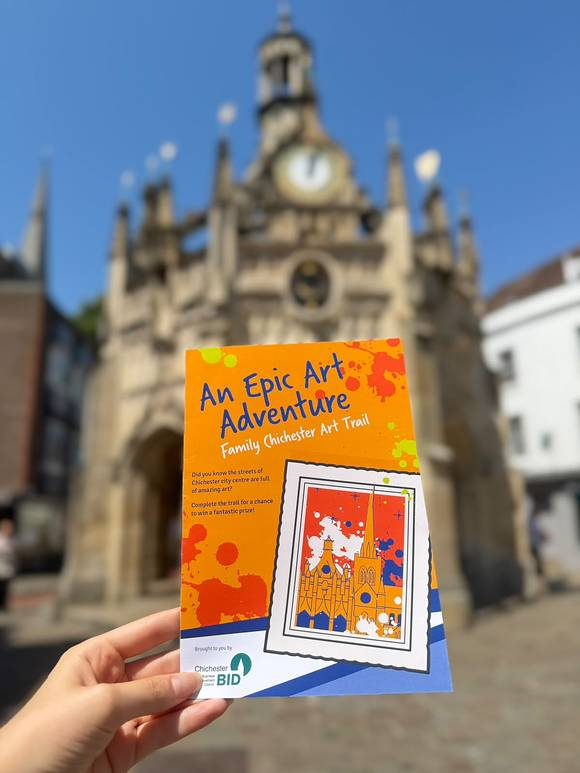 An Epic Art
Adventure
Family Chichester Art Trail
Did you know the streets of
Chichester city centre are full
of amazing art?
Complete the trail for a chance
to win a fantastic prize!
Brought to you by
Chichester
BID